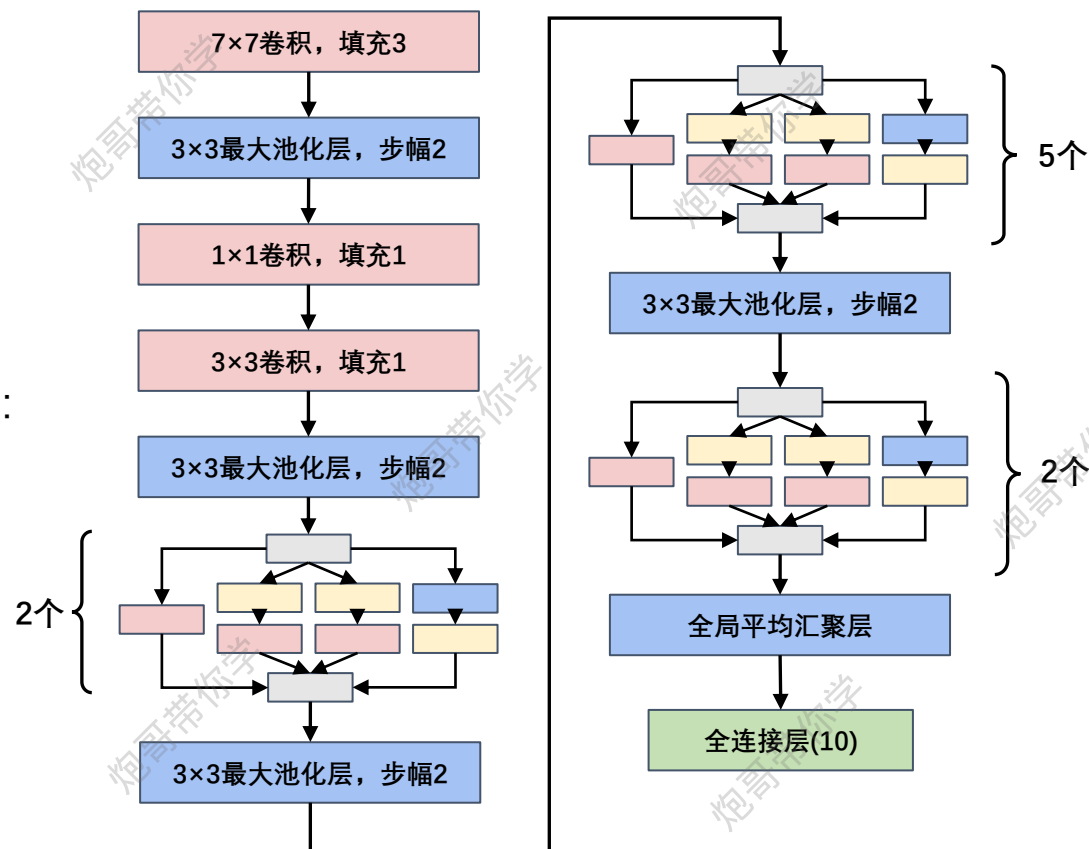 7×7卷积，填充3
3×3最大池化层，步幅2
1×1卷积，填充1
3×3卷积，填充1
:
3×3最大池化层，步幅2
2个
3×3最大池化层，步幅2
5个
3×3最大池化层，步幅2
2个
全局平均汇聚层
全连接层(10)
炮哥带你学
炮哥带你学
炮哥带你学
炮哥带你学
炮哥带你学
炮哥带你学